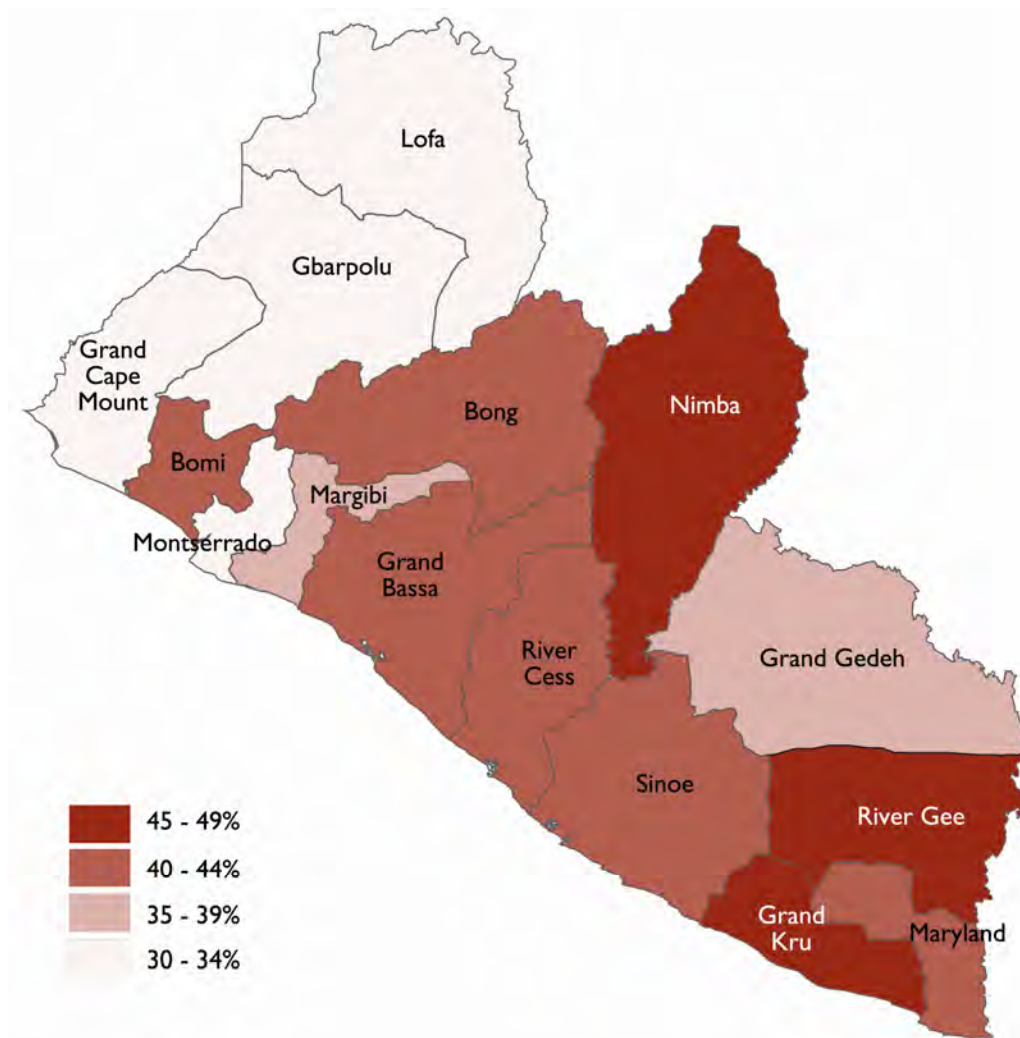 Lofa
Gbarpolu
Grand
Cape
Mount
Nimba
Bong
Bomi
Margibi
Montserrado
Grand
Bassa
River
Cess
Grand Gedeh
Sinoe
River Gee
Grand
Kru
Maryland
45 - 49%
40 - 44%
35 - 39%
30 - 34%